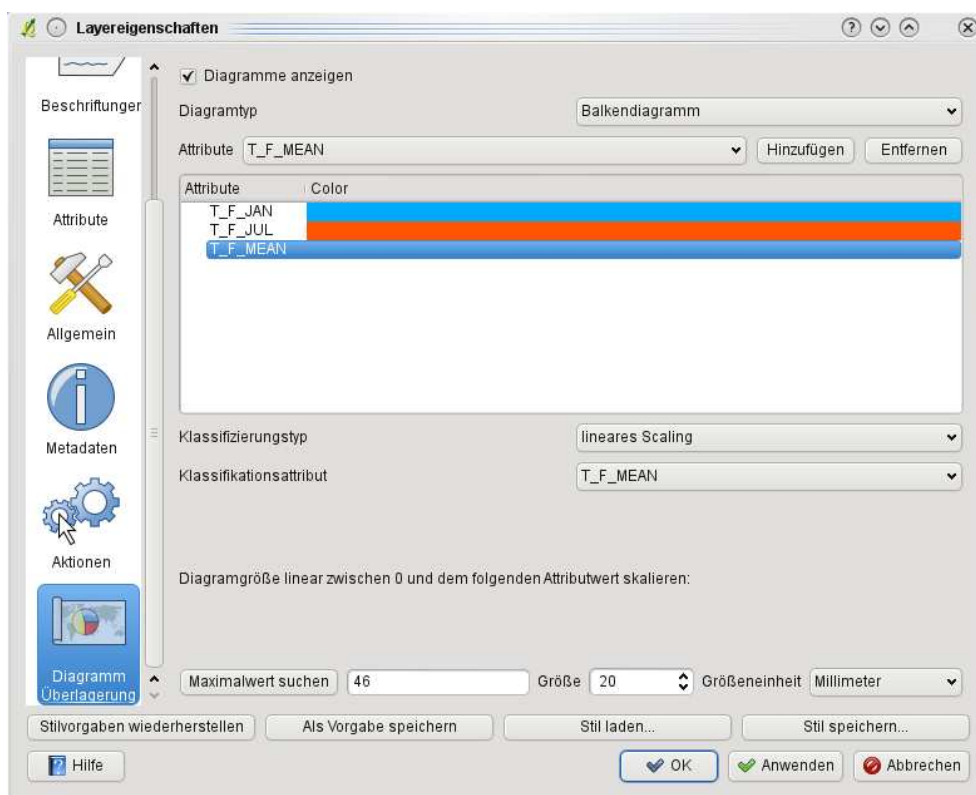 Layereigenschaften
Beschriftunger
Attribute
Allgemein
Metadaten
Aktionen
Diagramm
Überlagerung
Diagramme anzeigen
Diagramtyp Balkendiagramm
Attribute T_F_MEAN Hinzufügen Entfernen
Attribute Color
T_F_JAN
T_F_JUL
T_F_MEAN
Klassifizierungstyp lineares Scaling
Klassifikationsattribut T_F_MEAN
Diagramgröße linear zwischen 0 und dem folgenden Attributwert skalieren:
Maximalwert suchen 46 Größe 20 Größeneinheit Millimeter
Stilvorgaben wiederherstellen Als Vorgabe speichern Stil laden... Stil speichern...
Hilfe OK Anwenden Abbrechen